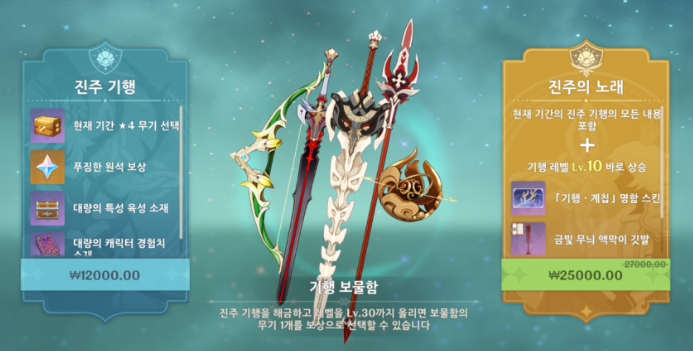 진주 기행
현재 기간 ★4 무기 선택
푸짐한 원석 보상
대량의 특성 육성 소재
대량의 캐릭터 경험치
소재
₩12000.00
기행 보물함
진주 기행을 해금하고 레벨을 Lv.30까지 올리면 보물함의
무기 1개를 보상으로 선택할 수 있습니다
진주의 노래
현재 기간의 진주 기행의 모든 내용
포함
+
기행 레벨 Lv.10 바로 상승
「기행·계칩」 명함 스킨
금빛 무늬 액막이 깃발
27000.00
₩25000.00